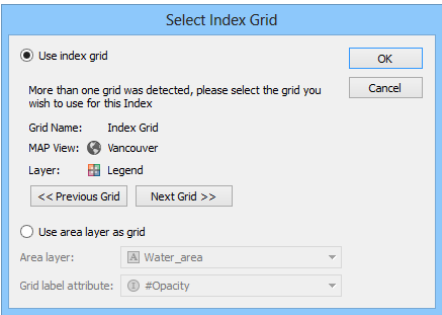 Select Index Grid
Use index grid
OK
More than one grid was detected, please select the grid you
wish to use for this Index
Cancel
Grid Name: Index Grid
MAP View: Vancouver
Layer: Legend
<< Previous Grid Next Grid >>
Use area layer as grid
Area layer: A Water_area
Grid label attribute: #Opacity